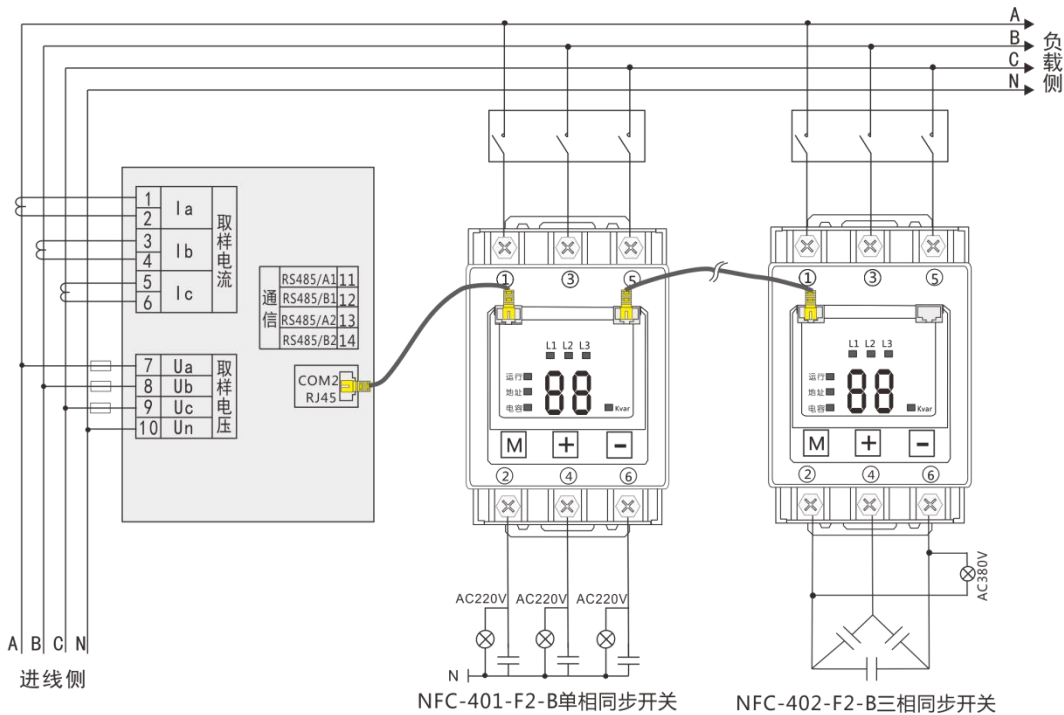 A
B
C
N
负载侧
1
2
Ia
3
4
Ib
5
6
Ic
取样电流
通信
RS485/A1 11
RS485/B1 12
RS485/A2 13
RS485/B2 14
7 Ua
8 Ub
9 Uc
10 Un
取样电压
COM2
RJ45
① ③ ⑤
L1 L2 L3
运行
地址
电容
88
Kvar
M + −
② ④ ⑥
AC220V AC220V AC220V
N
NFC-401-F2-B单相同步开关
① ③ ⑤
L1 L2 L3
运行
地址
电容
88
Kvar
M + −
② ④ ⑥
AC380V
NFC-402-F2-B三相同步开关
A B C N
进线侧